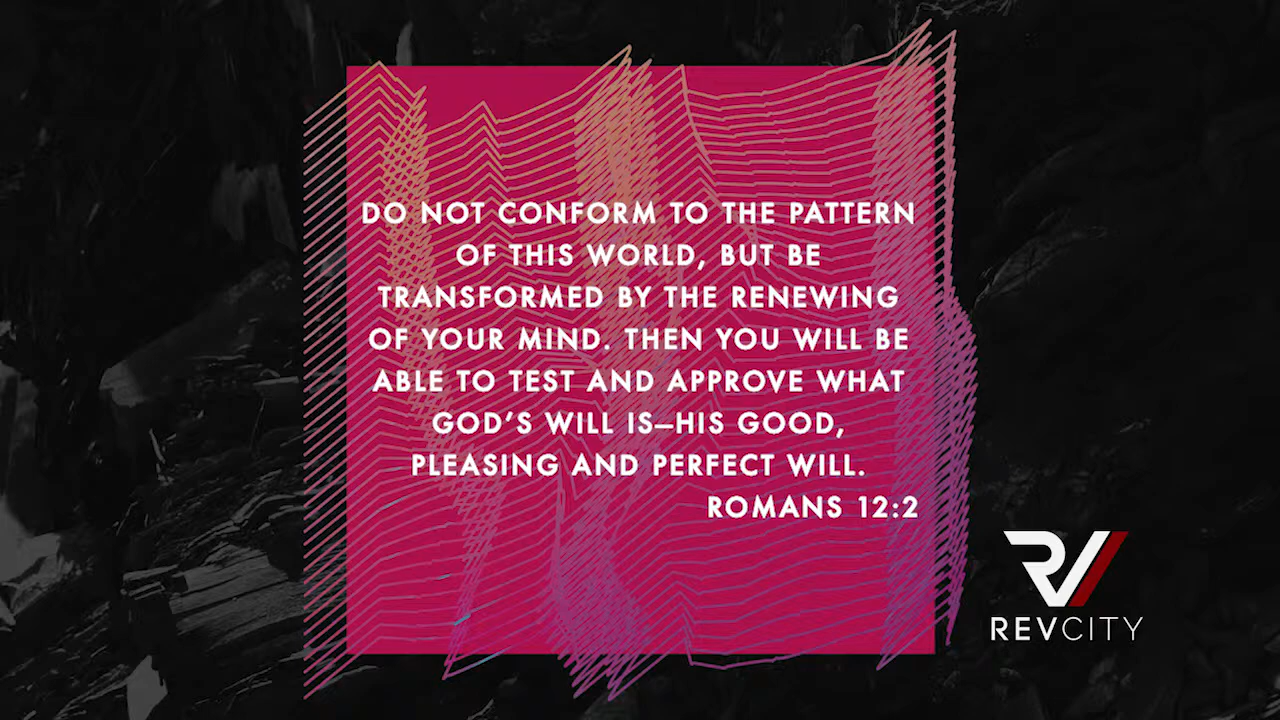 DO NOT CONFORM TO THE PATTERN
OF THIS WORLD, BUT BE
TRANSFORMED BY THE RENEWING
OF YOUR MIND. THEN YOU WILL BE
ABLE TO TEST AND APPROVE WHAT
GOD'S WILL IS—HIS GOOD,
PLEASING AND PERFECT WILL.
ROMANS 12:2
RV
REVCITY